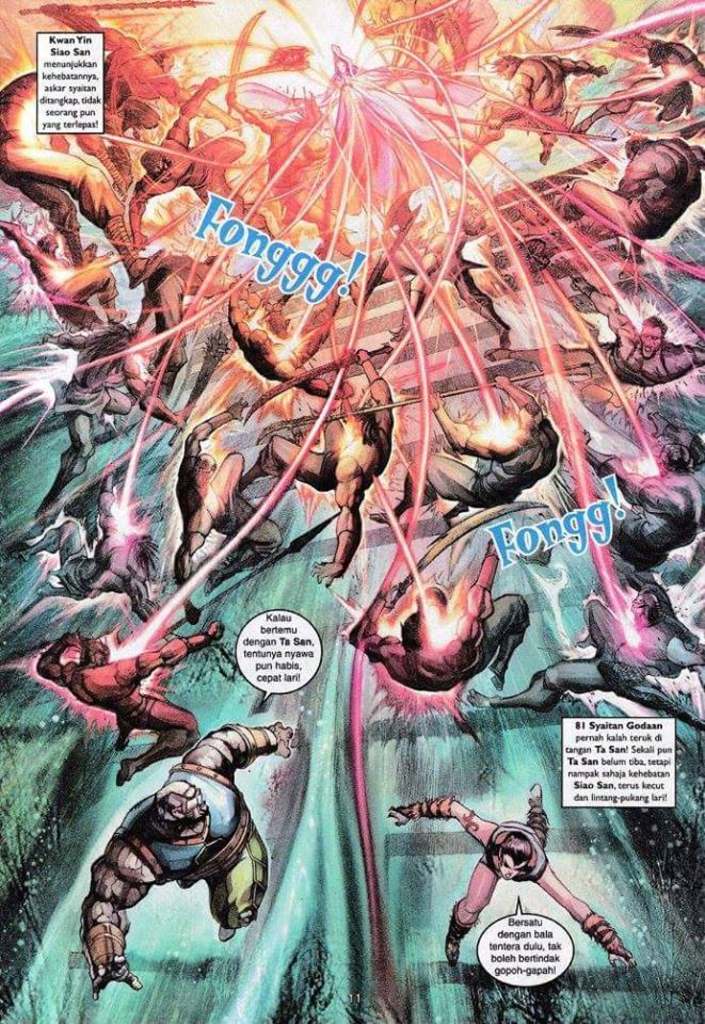 Kwan Yin
Siao San
menunjukkan
kehebatannya,
askar syaitan
ditangkap, tidak
seorang pun
yang terlepas!
Fonggg!
Fongg!
Kalau
bertemu
dengan Ta San,
tentunya nyawa
pun habis,
cepat lari!
81 Syaitan Godaan
pernah kalah teruk di
tangan Ta San! Sekali pun
Ta San belum tiba, tetapi
nampak sahaja kehebatan
Siao San, terus kecut
dan lintang-pukang lari!
Bersatu
dengan bala
tentera dulu, tak
boleh bertindak
gopoh-gapah!
11